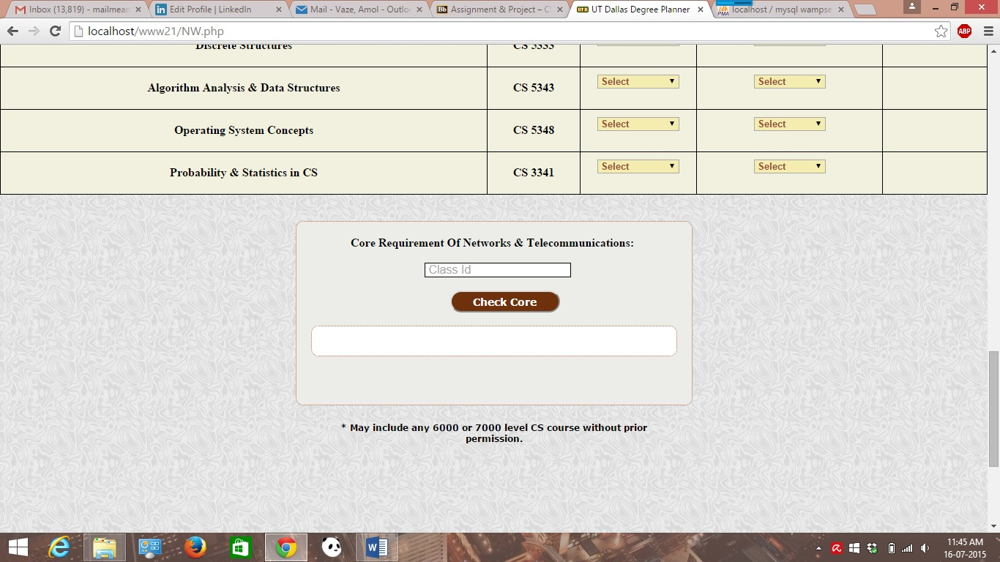 Inbox (13,819) - mailmean
Edit Profile | LinkedIn
Mail - Vaze, Amol - Outlo
Bb Assignment & Project – C
UTD UT Dallas Degree Planner
PMA localhost / mysql wampse
localhost/www21/NW.php
ABP
Discrete Structures CS 5333
Algorithm Analysis & Data Structures CS 5343 Select Select
Operating System Concepts CS 5348 Select Select
Probability & Statistics in CS CS 3341 Select Select
Core Requirement Of Networks & Telecommunications:
Class Id
Check Core
* May include any 6000 or 7000 level CS course without prior
permission.
11:45 AM
16-07-2015